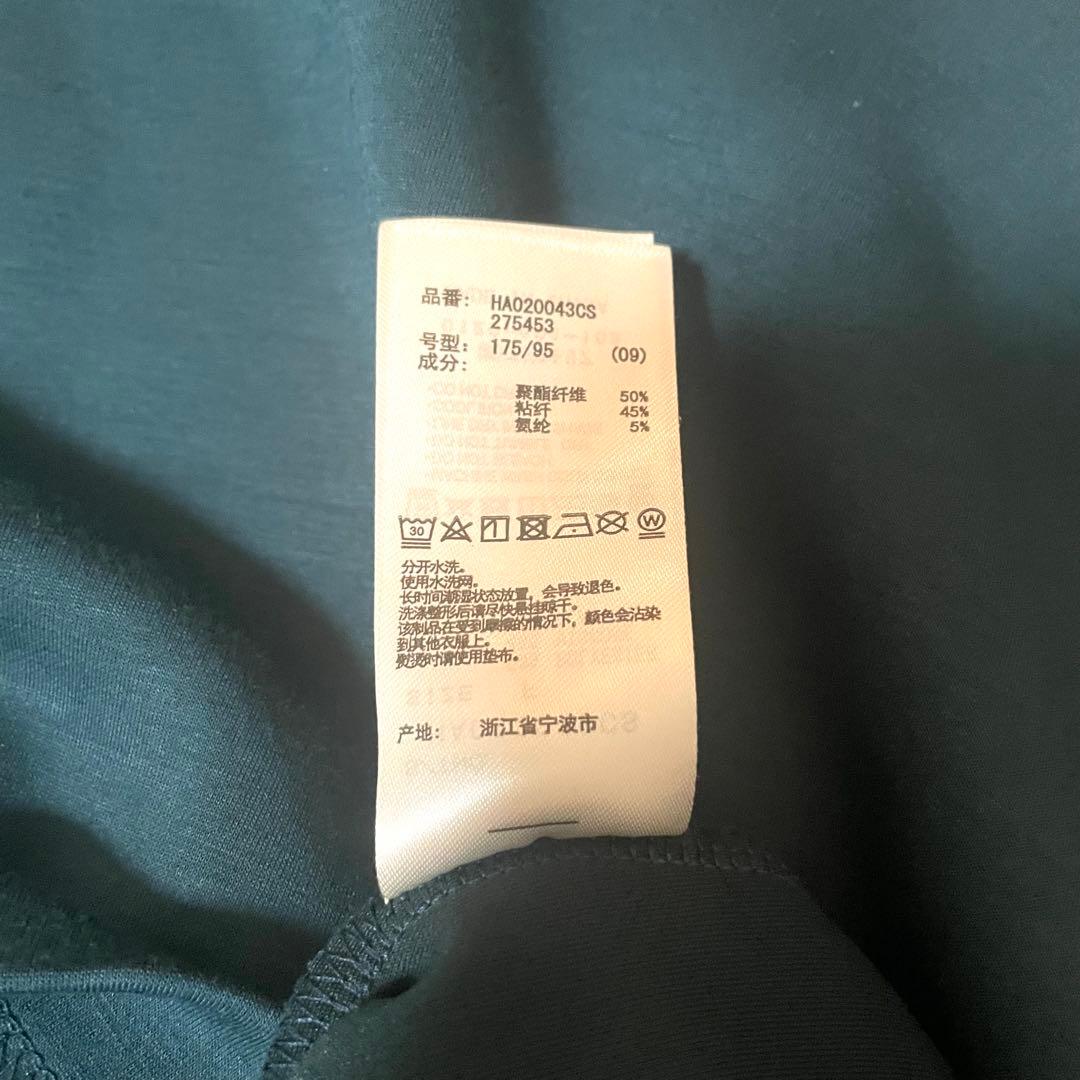 品番: HA020043CS
275453
号型: 175/95 (09)
成分:
聚酯纤维 50%
粘纤 45%
氨纶 5%
30 W
分开水洗。
使用水洗网。
长时间潮湿状态放置,会导致退色。
洗涤整形后请尽快悬挂晾干。
该制品在受到摩擦的情况下,颜色会沾染
到其他衣服上。
熨烫时请使用垫布。
产地: 浙江省宁波市